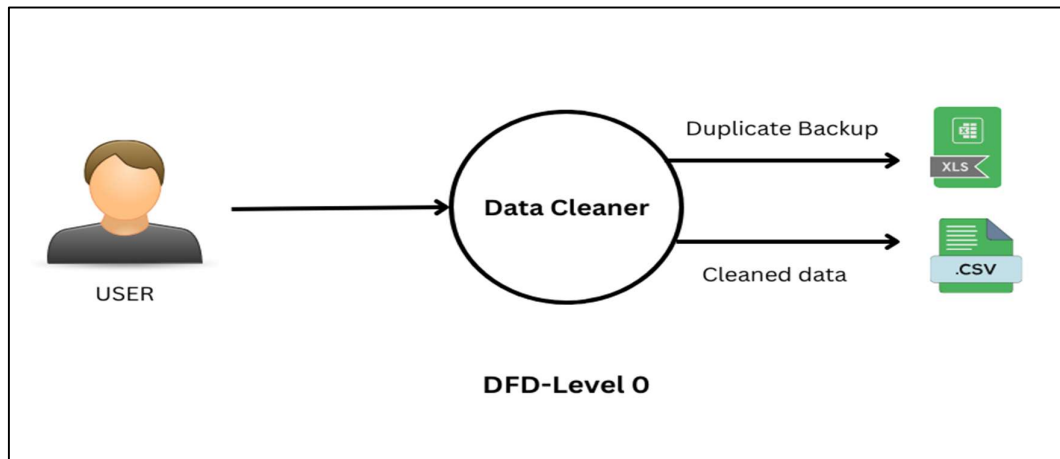 Duplicate Backup
XLS
Data Cleaner
.CSV
Cleaned data
USER
DFD-Level 0